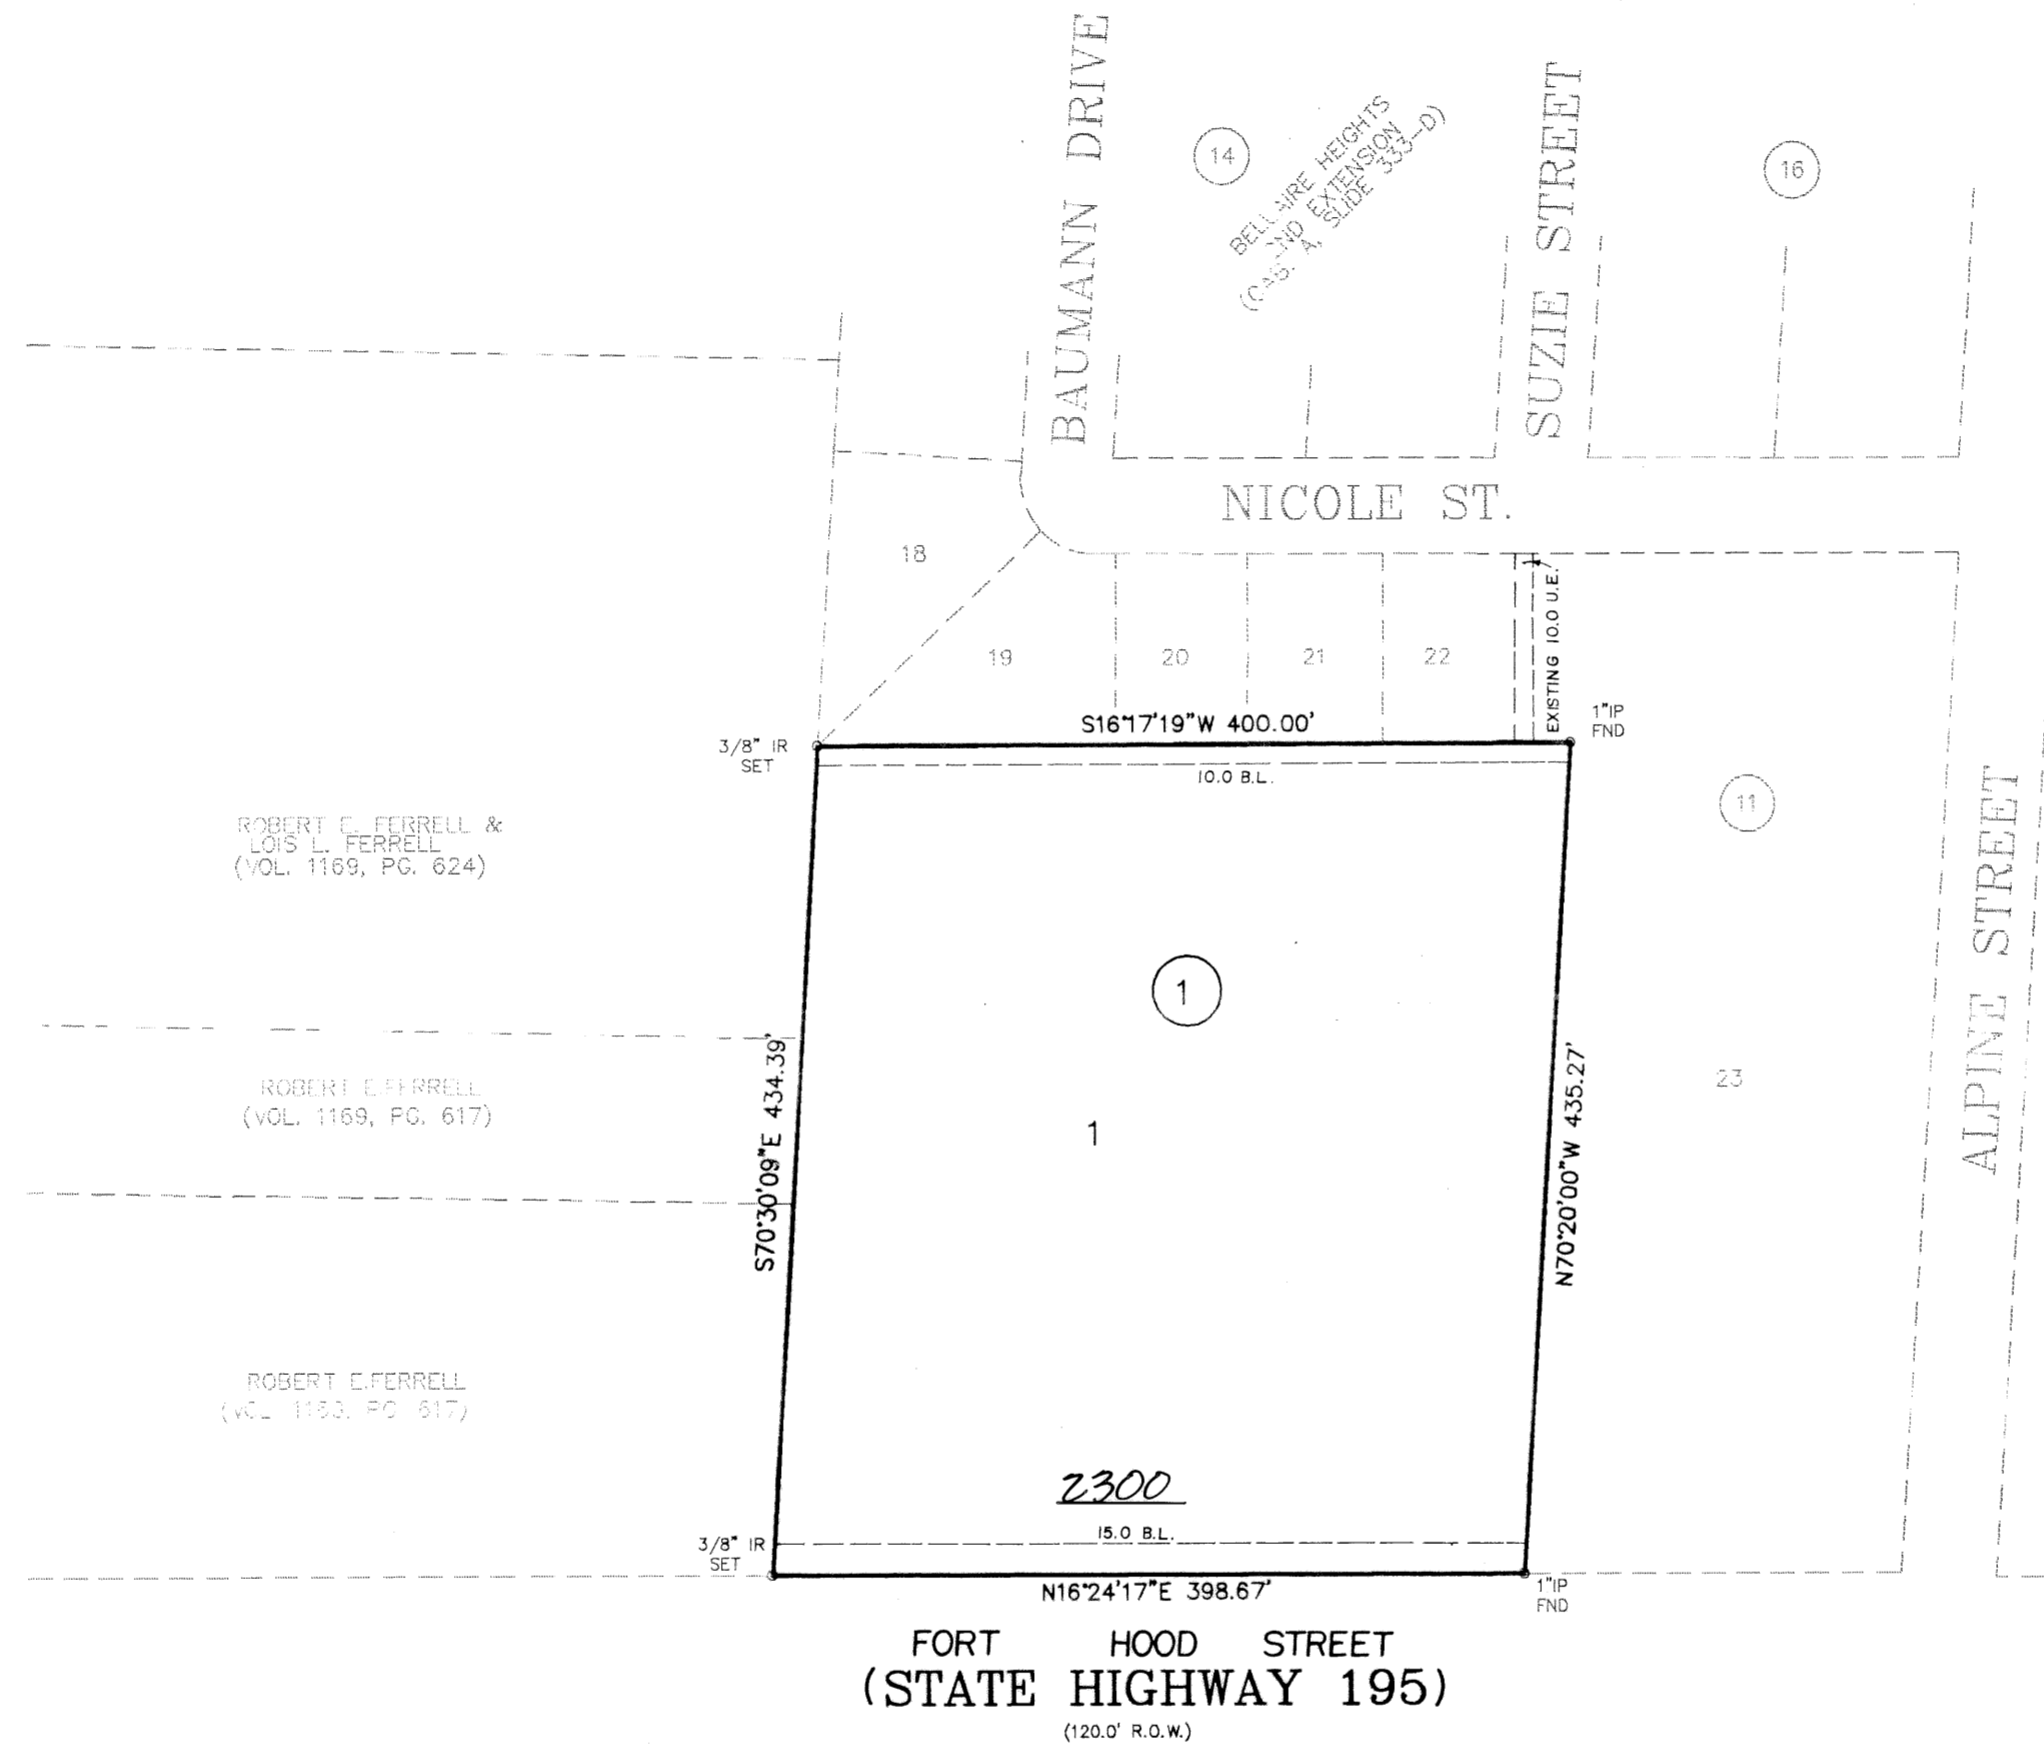 BAUMANN DRIVE
SUZIE STREET
14
HEIGHTS
EXTENSION
SLIDE 333-D)
16
NICOLE ST.
18
19
20
21
22
EXISTING 10.0 U.E.
S16°17'19"W 400.00'
1"IP
FND
3/8" IR
SET
10.0 B.L.
11
ROBERT E. FERRELL &
LOIS L. FERRELL
(VOL. 1169, PG. 624)
ALPINE STREET
1
S70°30'09"E 434.39'
N70°20'00"W 435.27'
ROBERT E.FERRELL
(VOL. 1169, PG. 617)
1
23
ROBERT E.FERRELL
617)
2300
15.0 B.L.
3/8" IR
SET
N16°24'17"E 398.67'
1"IP
FND
FORT HOOD STREET
(STATE HIGHWAY 195)
(120.0' R.O.W.)